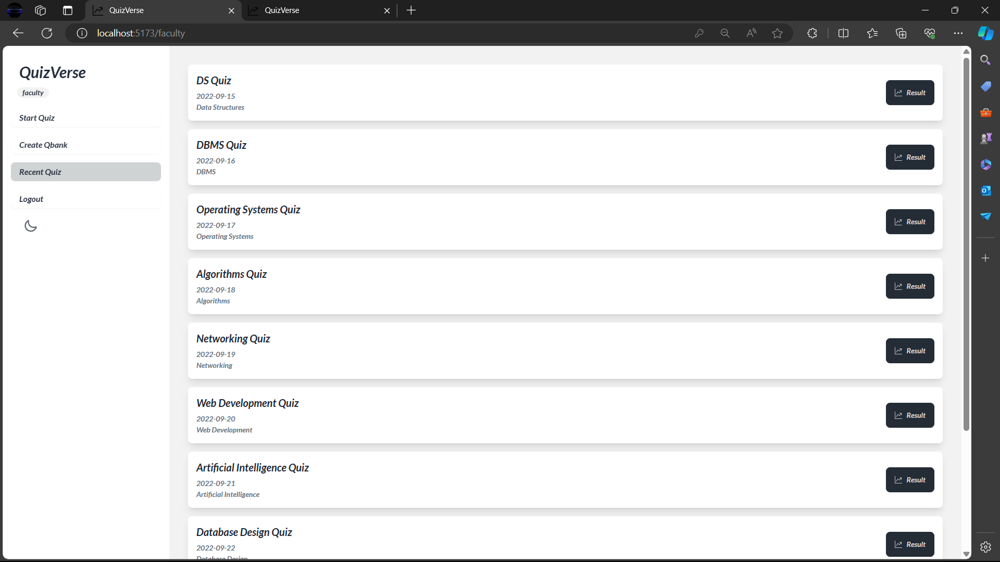 QuizVerse
QuizVerse
localhost:5173/faculty
QuizVerse
faculty
Start Quiz
Create Qbank
Recent Quiz
Logout
DS Quiz
2022-09-15
Data Structures
Result
DBMS Quiz
2022-09-16
DBMS
Result
Operating Systems Quiz
2022-09-17
Operating Systems
Result
Algorithms Quiz
2022-09-18
Algorithms
Result
Networking Quiz
2022-09-19
Networking
Result
Web Development Quiz
2022-09-20
Web Development
Result
Artificial Intelligence Quiz
2022-09-21
Artificial Intelligence
Result
Database Design Quiz
2022-09-22
Database Design
Result